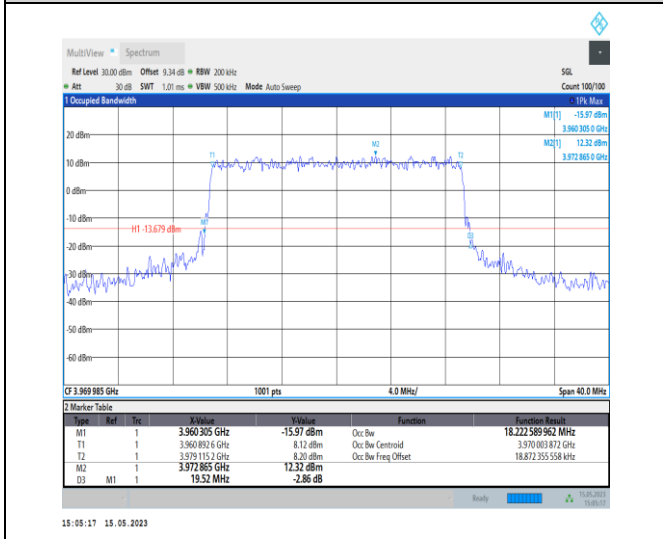 MultiView Spectrum
Ref Level 30.00 dBm Offset 9.34 dB RBW 200 kHz SGL
Att 30 dB SWT 1.01 ms VBW 500 kHz Mode Auto Sweep Count 100/100
1 Occupied Bandwidth 1Pk Max
M1[1] -15.97 dBm
3.960 305 0 GHz
M2[1] 12.32 dBm
3.972 865 0 GHz
20 dBm
M2
T1 T2
10 dBm
0 dBm
-10 dBm
M1
H1 -13.679 dBm
D3
-20 dBm
-30 dBm
-40 dBm
-50 dBm
-60 dBm
CF 3.969 985 GHz 1001 pts 4.0 MHz/ Span 40.0 MHz
2 Marker Table
Type Ref Trc X-Value Y-Value Function Function Result
M1 1 3.960 305 GHz -15.97 dBm Occ Bw 18.222 589 962 MHz
T1 1 3.960 892 6 GHz 8.12 dBm Occ Bw Centroid 3.970 003 872 GHz
T2 1 3.979 115 2 GHz 8.20 dBm Occ Bw Freq Offset 18.872 355 558 kHz
M2 1 3.972 865 GHz 12.32 dBm
D3 M1 1 19.52 MHz -2.86 dB
Ready 15.05.2023
15:05:17
15:05:17 15.05.2023